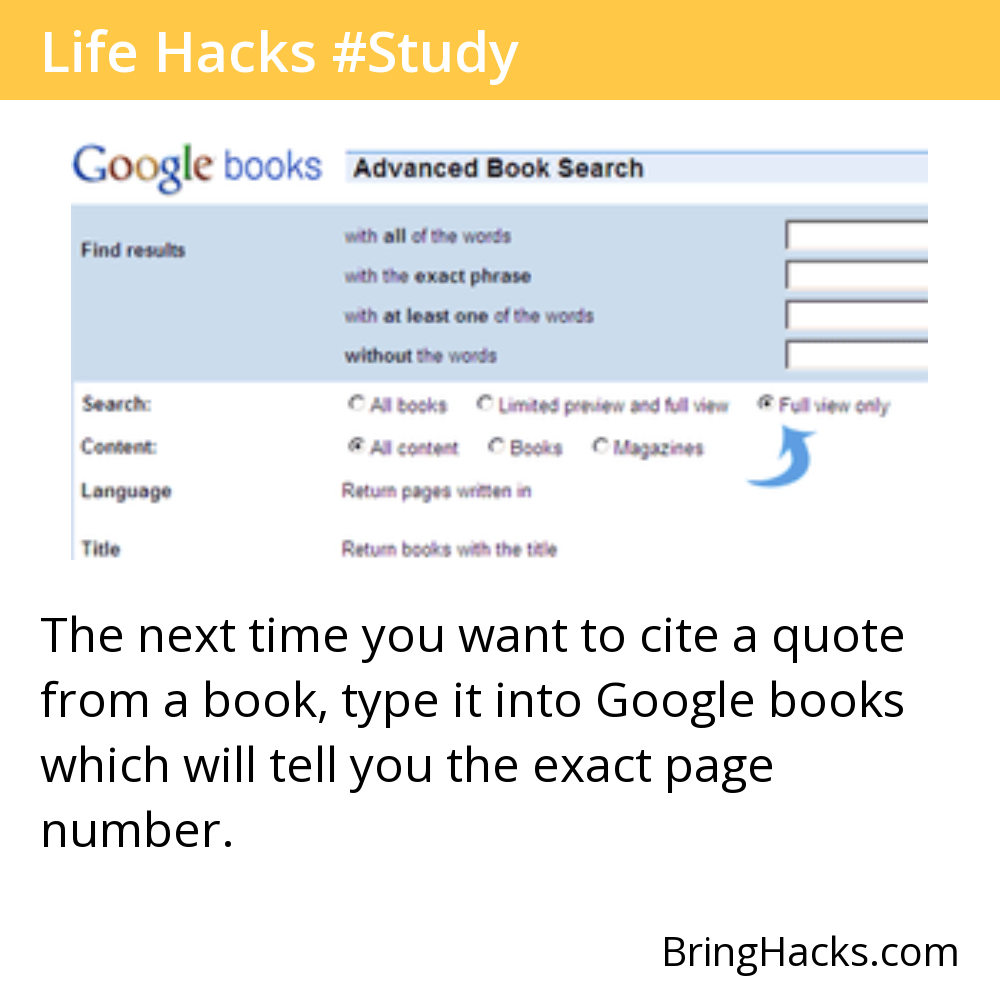 Life Hacks #Study
Google books Advanced Book Search
Find results
with all of the words
with the exact phrase
with at least one of the words
without the words
Search: All books Limited preview and full view Full view only
Content: All content Books Magazines
Language Return pages written in
Title Return books with the title
The next time you want to cite a quote
from a book, type it into Google books
which will tell you the exact page
number.
BringHacks.com